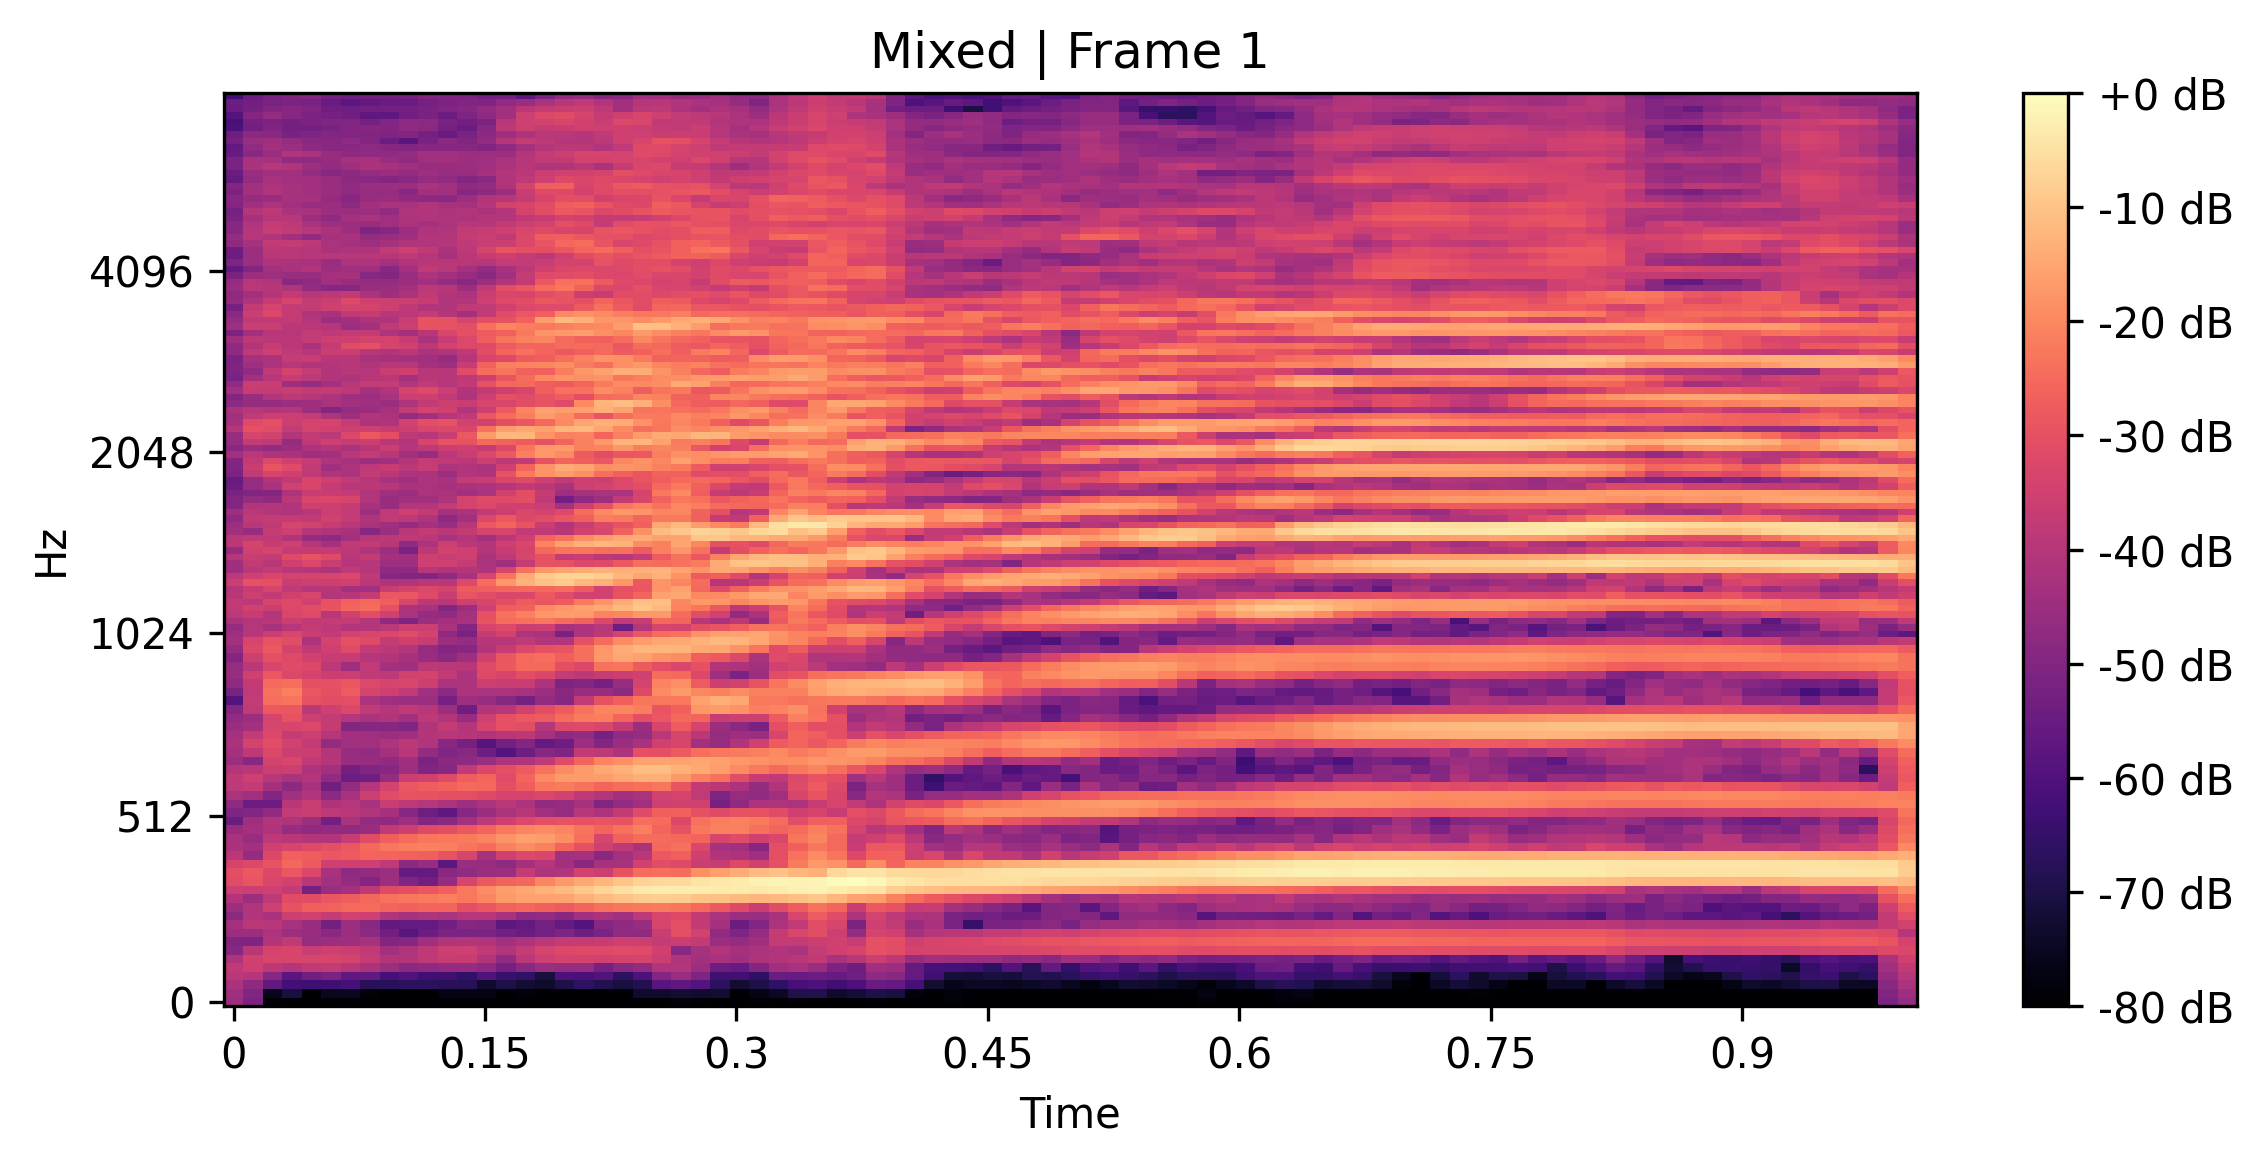 Mixed | Frame 1
Hz
4096
2048
1024
512
0
0 0.15 0.3 0.45 0.6 0.75 0.9
Time
+0 dB
-10 dB
-20 dB
-30 dB
-40 dB
-50 dB
-60 dB
-70 dB
-80 dB